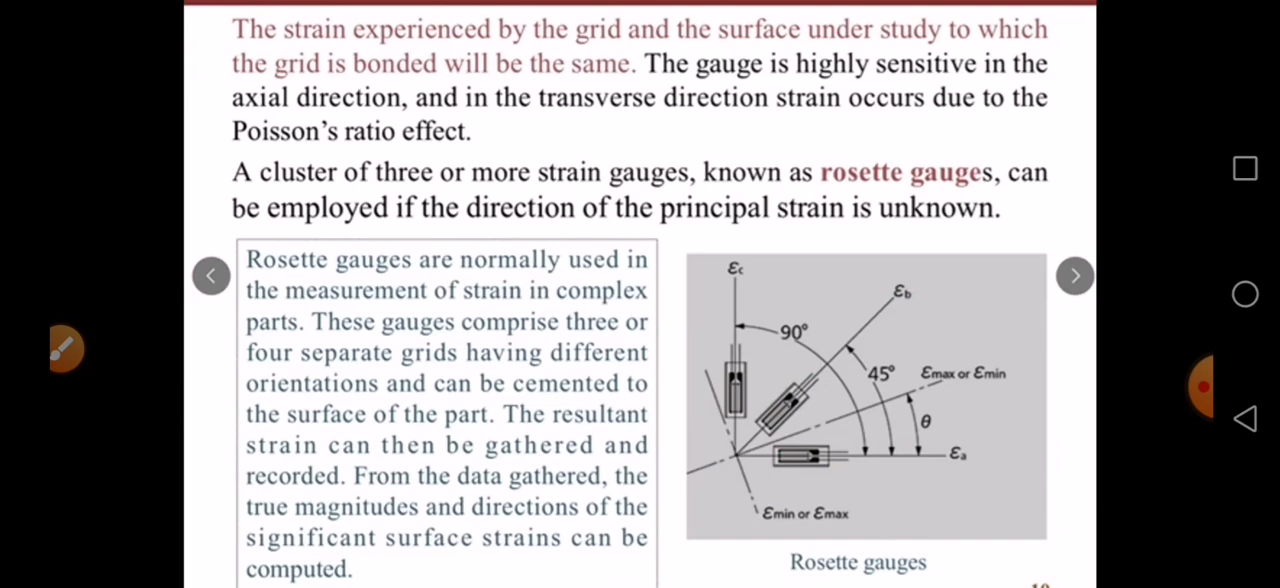 The strain experienced by the grid and the surface under study to which
the grid is bonded will be the same. The gauge is highly sensitive in the
axial direction, and in the transverse direction strain occurs due to the
Poisson's ratio effect.
A cluster of three or more strain gauges, known as rosette gauges, can
be employed if the direction of the principal strain is unknown.
Rosette gauges are normally used in
the measurement of strain in complex
parts. These gauges comprise three or
four separate grids having different
orientations and can be cemented to
the surface of the part. The resultant
strain can then be gathered and
recorded. From the data gathered, the
true magnitudes and directions of the
significant surface strains can be
computed.
εc
εb
90°
45°
εmax or εmin
θ
εa
εmin or εmax
Rosette gauges